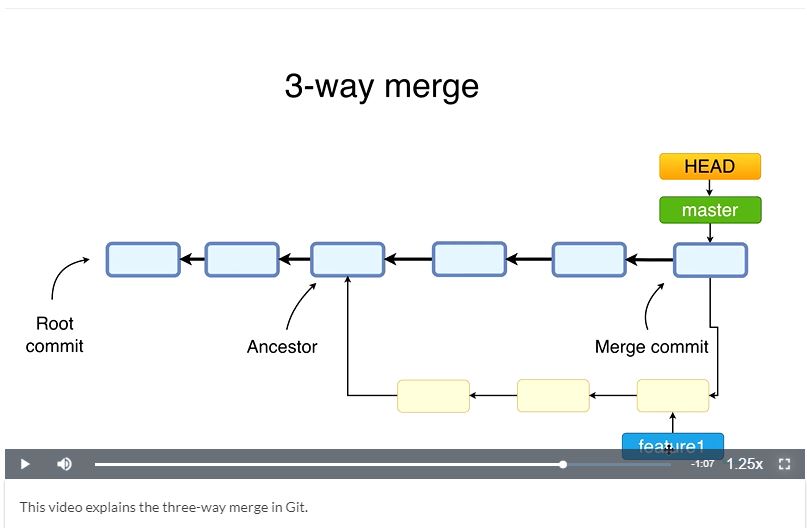 3-way merge
HEAD
master
Root
commit
Ancestor
Merge commit
feature1
-1:07 1.25x
This video explains the three-way merge in Git.